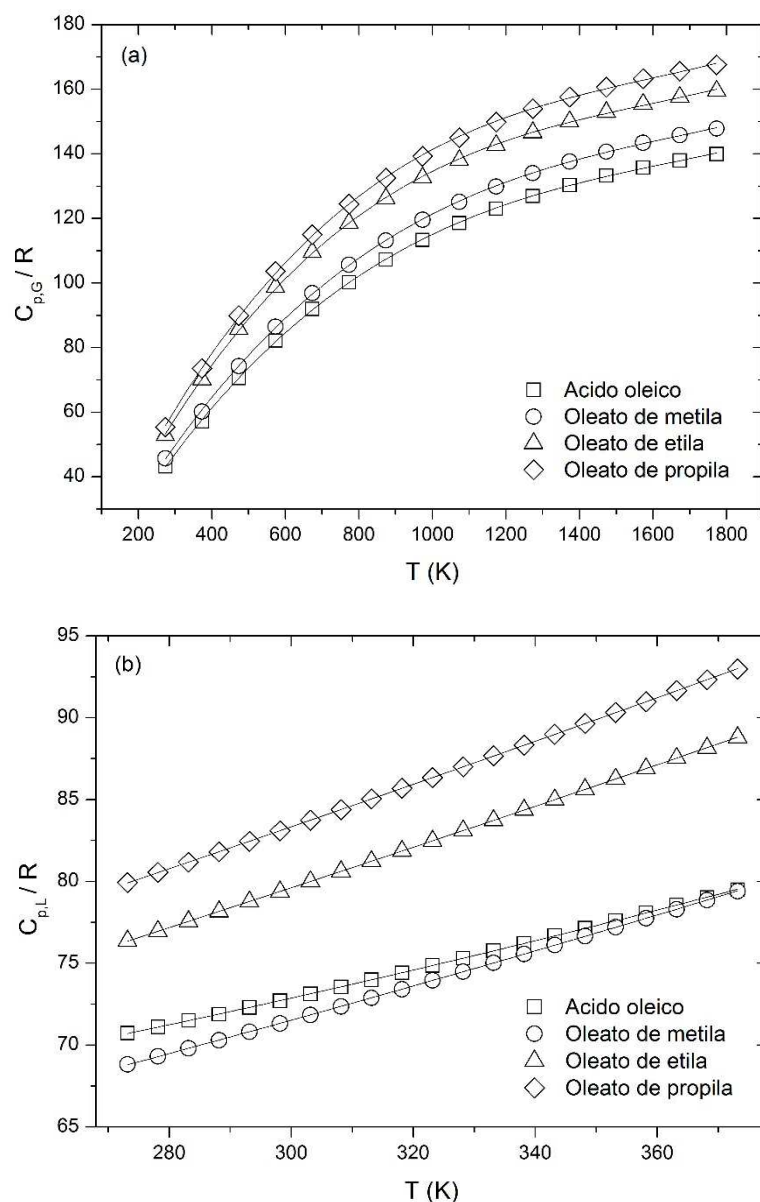 180
(a)
160
140
120
100
80
60
40
C_{p,G} / R
Acido oleico
Oleato de metila
Oleato de etila
Oleato de propila
200 400 600 800 1000 1200 1400 1600 1800
T (K)
95
(b)
90
85
80
75
70
65
C_{p,L} / R
Acido oleico
Oleato de metila
Oleato de etila
Oleato de propila
280 300 320 340 360
T (K)